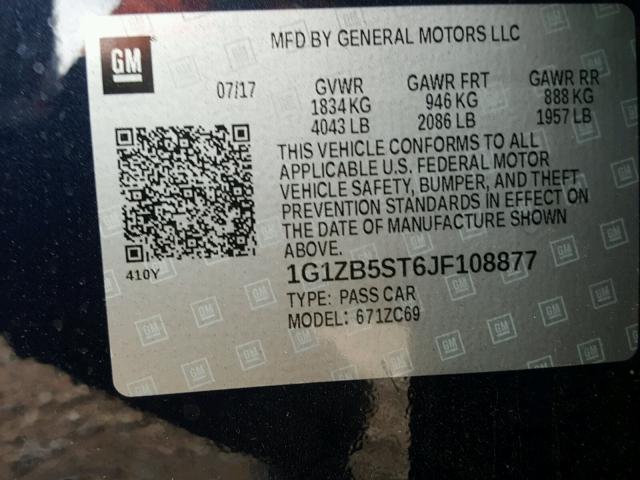 GM
MFD BY GENERAL MOTORS LLC
07/17
GVWR GAWR FRT GAWR RR
1834 KG 946 KG 888 KG
4043 LB 2086 LB 1957 LB
THIS VEHICLE CONFORMS TO ALL
APPLICABLE U.S. FEDERAL MOTOR
VEHICLE SAFETY, BUMPER, AND THEFT
PREVENTION STANDARDS IN EFFECT ON
THE DATE OF MANUFACTURE SHOWN
ABOVE.
410Y
1G1ZB5ST6JF108877
TYPE: PASS CAR
MODEL: 671ZC69